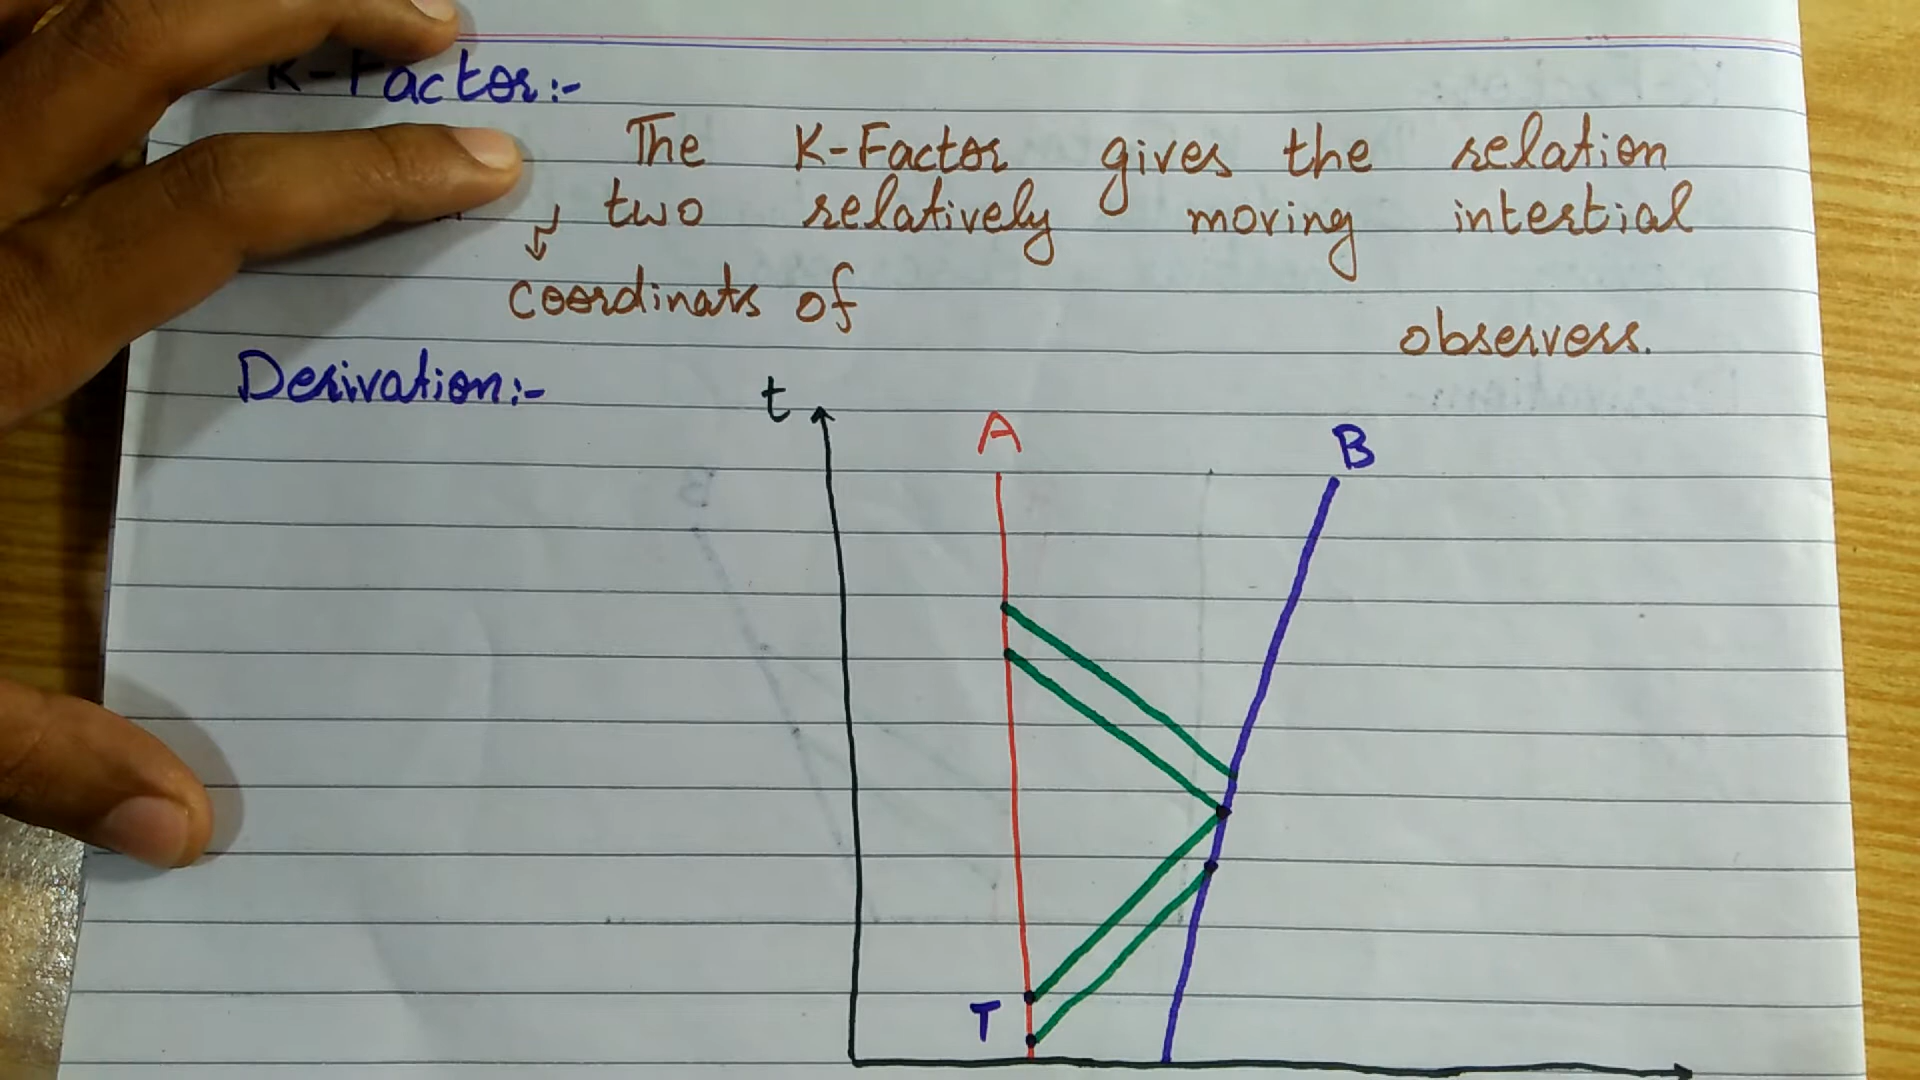 K-Factor:-
The K-Factor gives the relation
two relatively moving intertial
coordinats of
observers.
Derivation:-
t
A
B
T